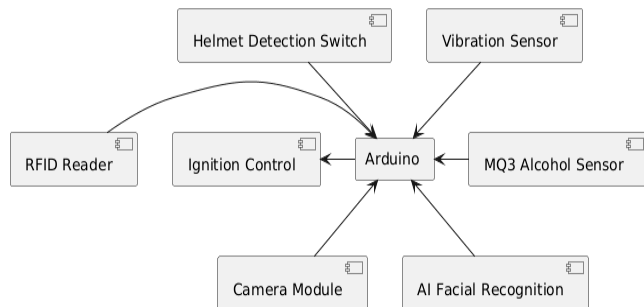 Helmet Detection Switch
Vibration Sensor
RFID Reader
Ignition Control
Arduino
MQ3 Alcohol Sensor
Camera Module
AI Facial Recognition